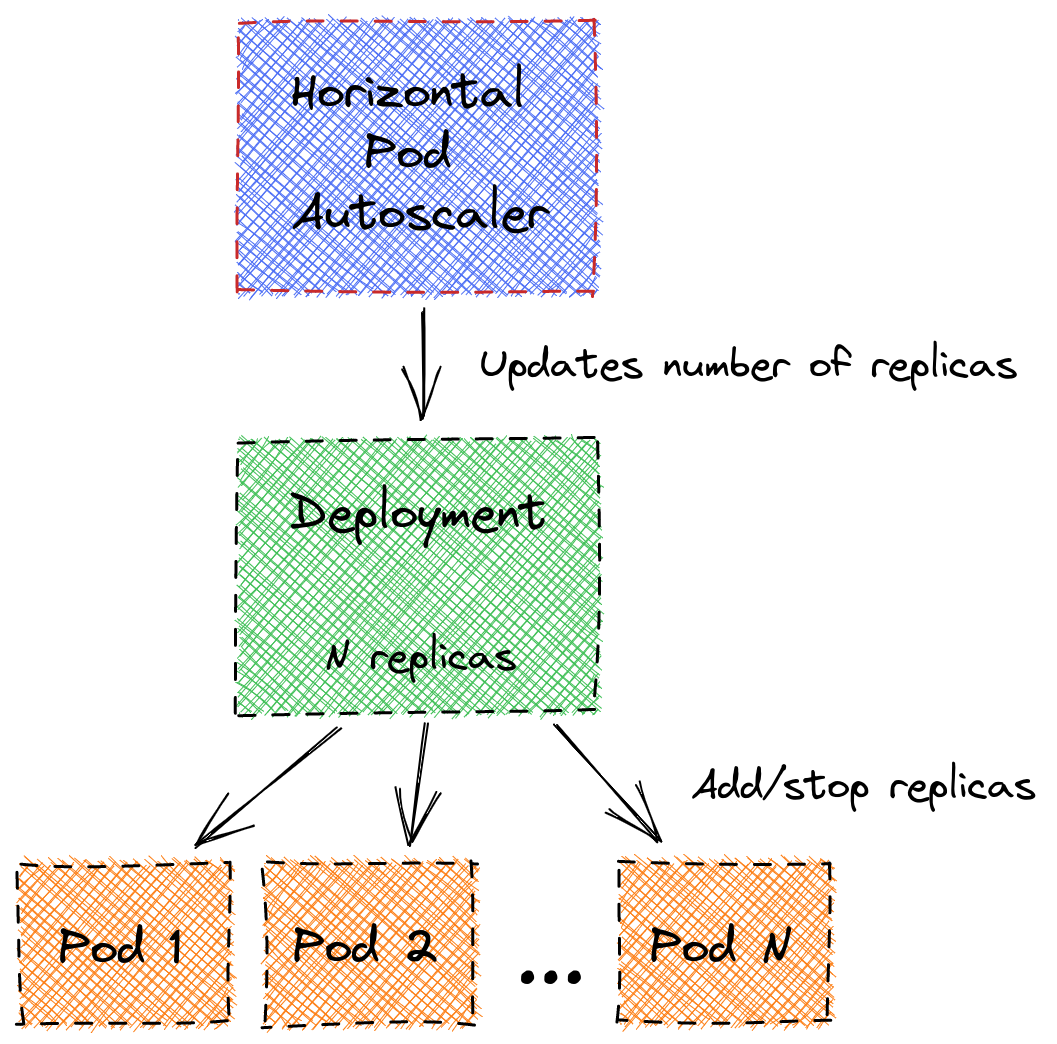 Horizontal
Pod
Autoscaler
Updates number of replicas
Deployment
N replicas
Add/stop replicas
Pod 1
Pod 2
...
Pod N